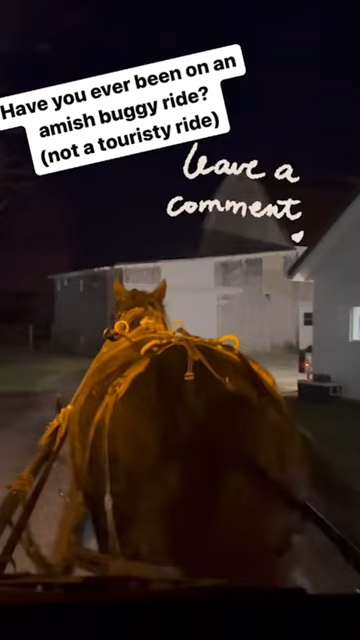 Have you ever been on an
amish buggy ride?
(not a touristy ride)
leave a
comment